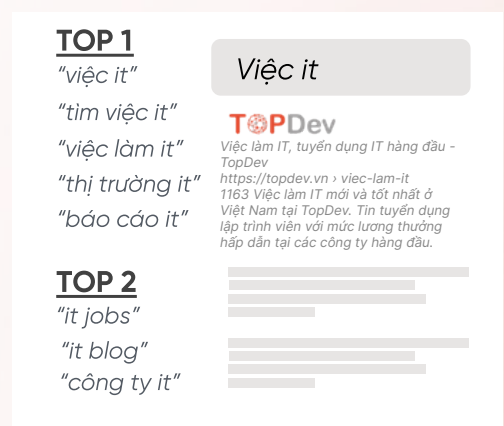 TOP 1
“việc it”
“tìm việc it”
“việc làm it”
“thị trường it”
“báo cáo it”
TOP 2
“it jobs”
“it blog”
“công ty it”
Việc it
TOPDev
Việc làm IT, tuyển dụng IT hàng đầu -
TopDev
https://topdev.vn › viec-lam-it
1163 Việc làm IT mới và tốt nhất ở
Việt Nam tại TopDev. Tin tuyển dụng
lập trình viên với mức lương thưởng
hấp dẫn tại các công ty hàng đầu.